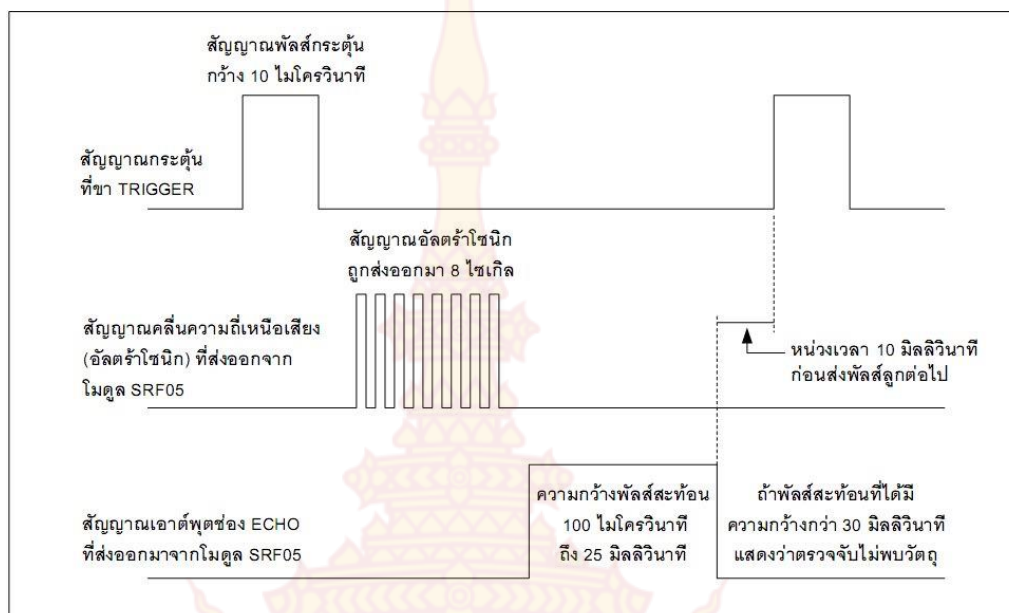 สัญญาณพัลส์กระตุ้น
กว้าง 10 ไมโครวินาที
สัญญาณกระตุ้น
ที่ขา TRIGGER
สัญญาณอัลตร้าโซนิก
ถูกส่งออกมา 8 ไซเกิล
สัญญาณคลื่นความถี่เหนือเสียง
(อัลตร้าโซนิก) ที่ส่งออกจาก
โมดูล SRF05
หน่วงเวลา 10 มิลลิวินาที
ก่อนส่งพัลส์ลูกต่อไป
สัญญาณเอาต์พุตช่อง ECHO
ที่ส่งออกมาจากโมดูล SRF05
ความกว้างพัลส์สะท้อน
100 ไมโครวินาที
ถึง 25 มิลลิวินาที
ถ้าพัลส์สะท้อนที่ได้มี
ความกว้างกว่า 30 มิลลิวินาที
แสดงว่าตรวจจับไม่พบวัตถุ